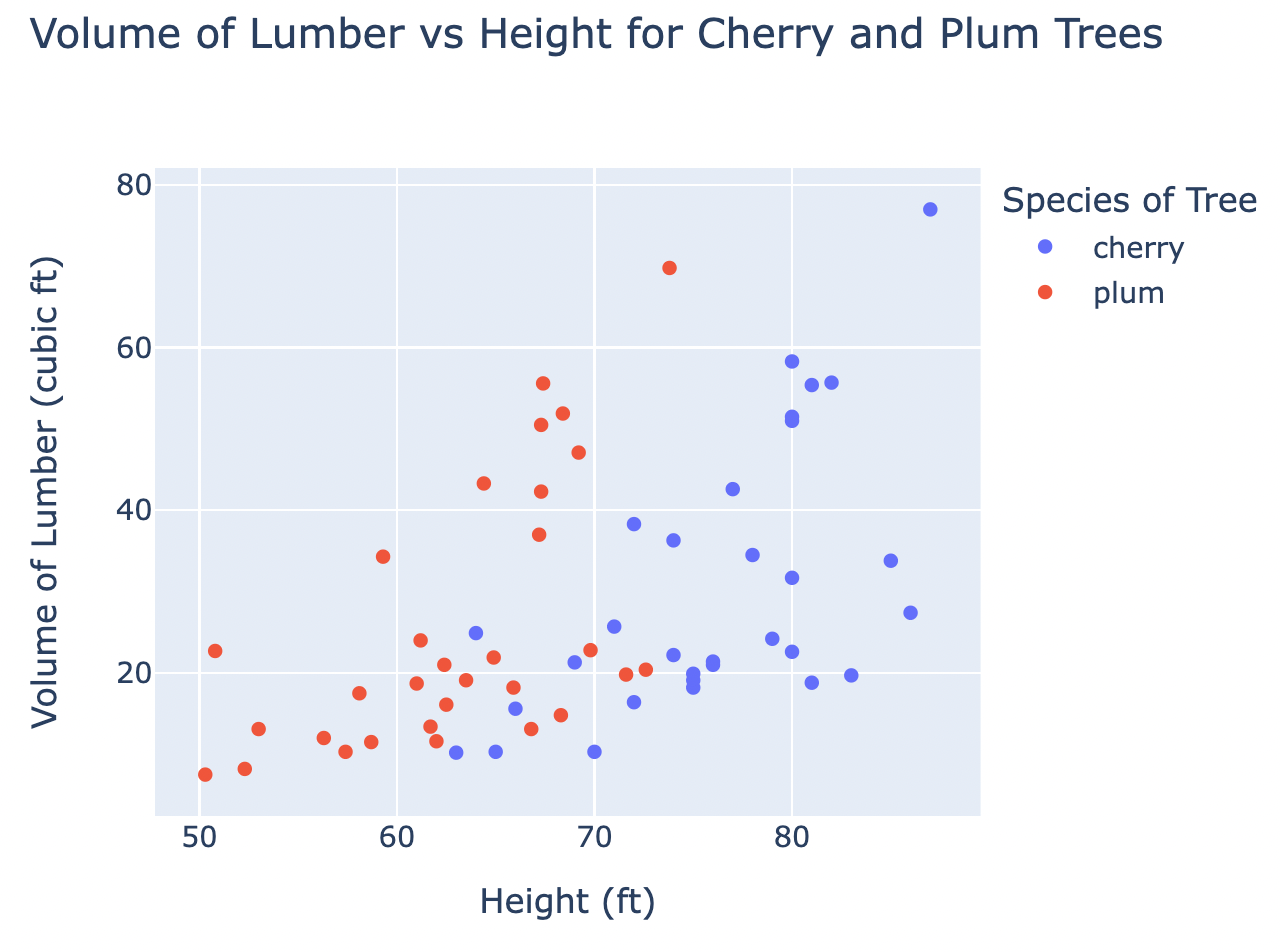 Volume of Lumber vs Height for Cherry and Plum Trees
80
60
40
20
Volume of Lumber (cubic ft)
50 60 70 80
Height (ft)
Species of Tree
cherry
plum